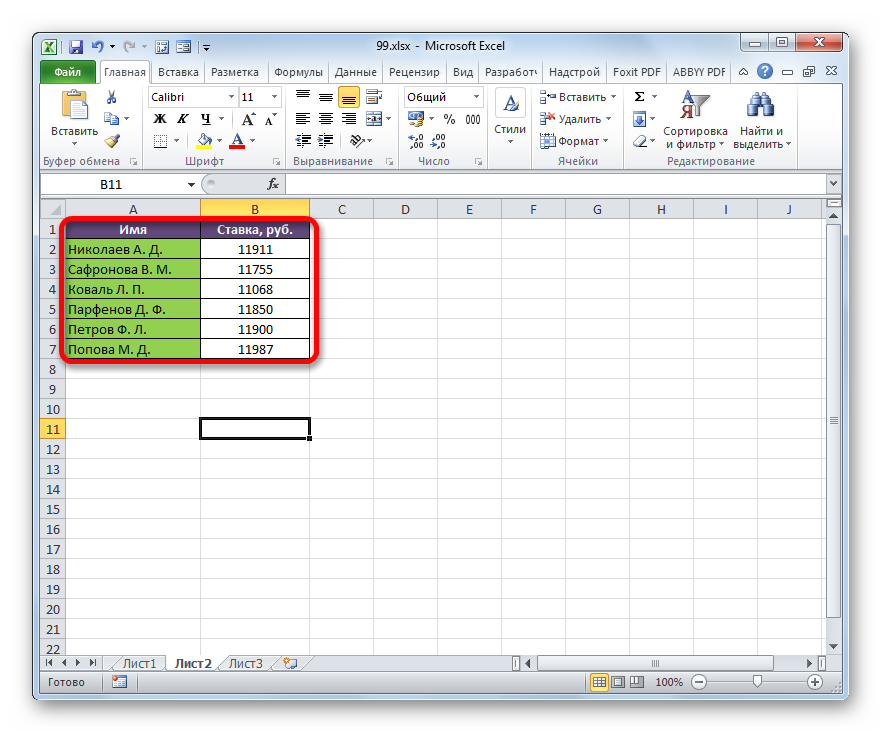 99.xlsx - Microsoft Excel
Файл Главная Вставка Разметка Формулы Данные Рецензир Вид Разработч Надстрой Foxit PDF ABBYY PDF
Calibri 11 Общий Вставить Σ
Вставить Ж К Ч A A % 000 Стили Удалить Сортировка и фильтр Найти и выделить
A Формат
Буфер обмена Шрифт Выравнивание Число Ячейки Редактирование
B11 fx
A B C D E F G H I J
1 Имя Ставка, руб.
2 Николаев А. Д. 11911
3 Сафронова В. М. 11755
4 Коваль Л. П. 11068
5 Парфенов Д. Ф. 11850
6 Петров Ф. Л. 11900
7 Попова М. Д. 11987
8
9
10
11
12
13
14
15
16
17
18
19
20
21
22
Лист1 Лист2 Лист3
Готово 100%